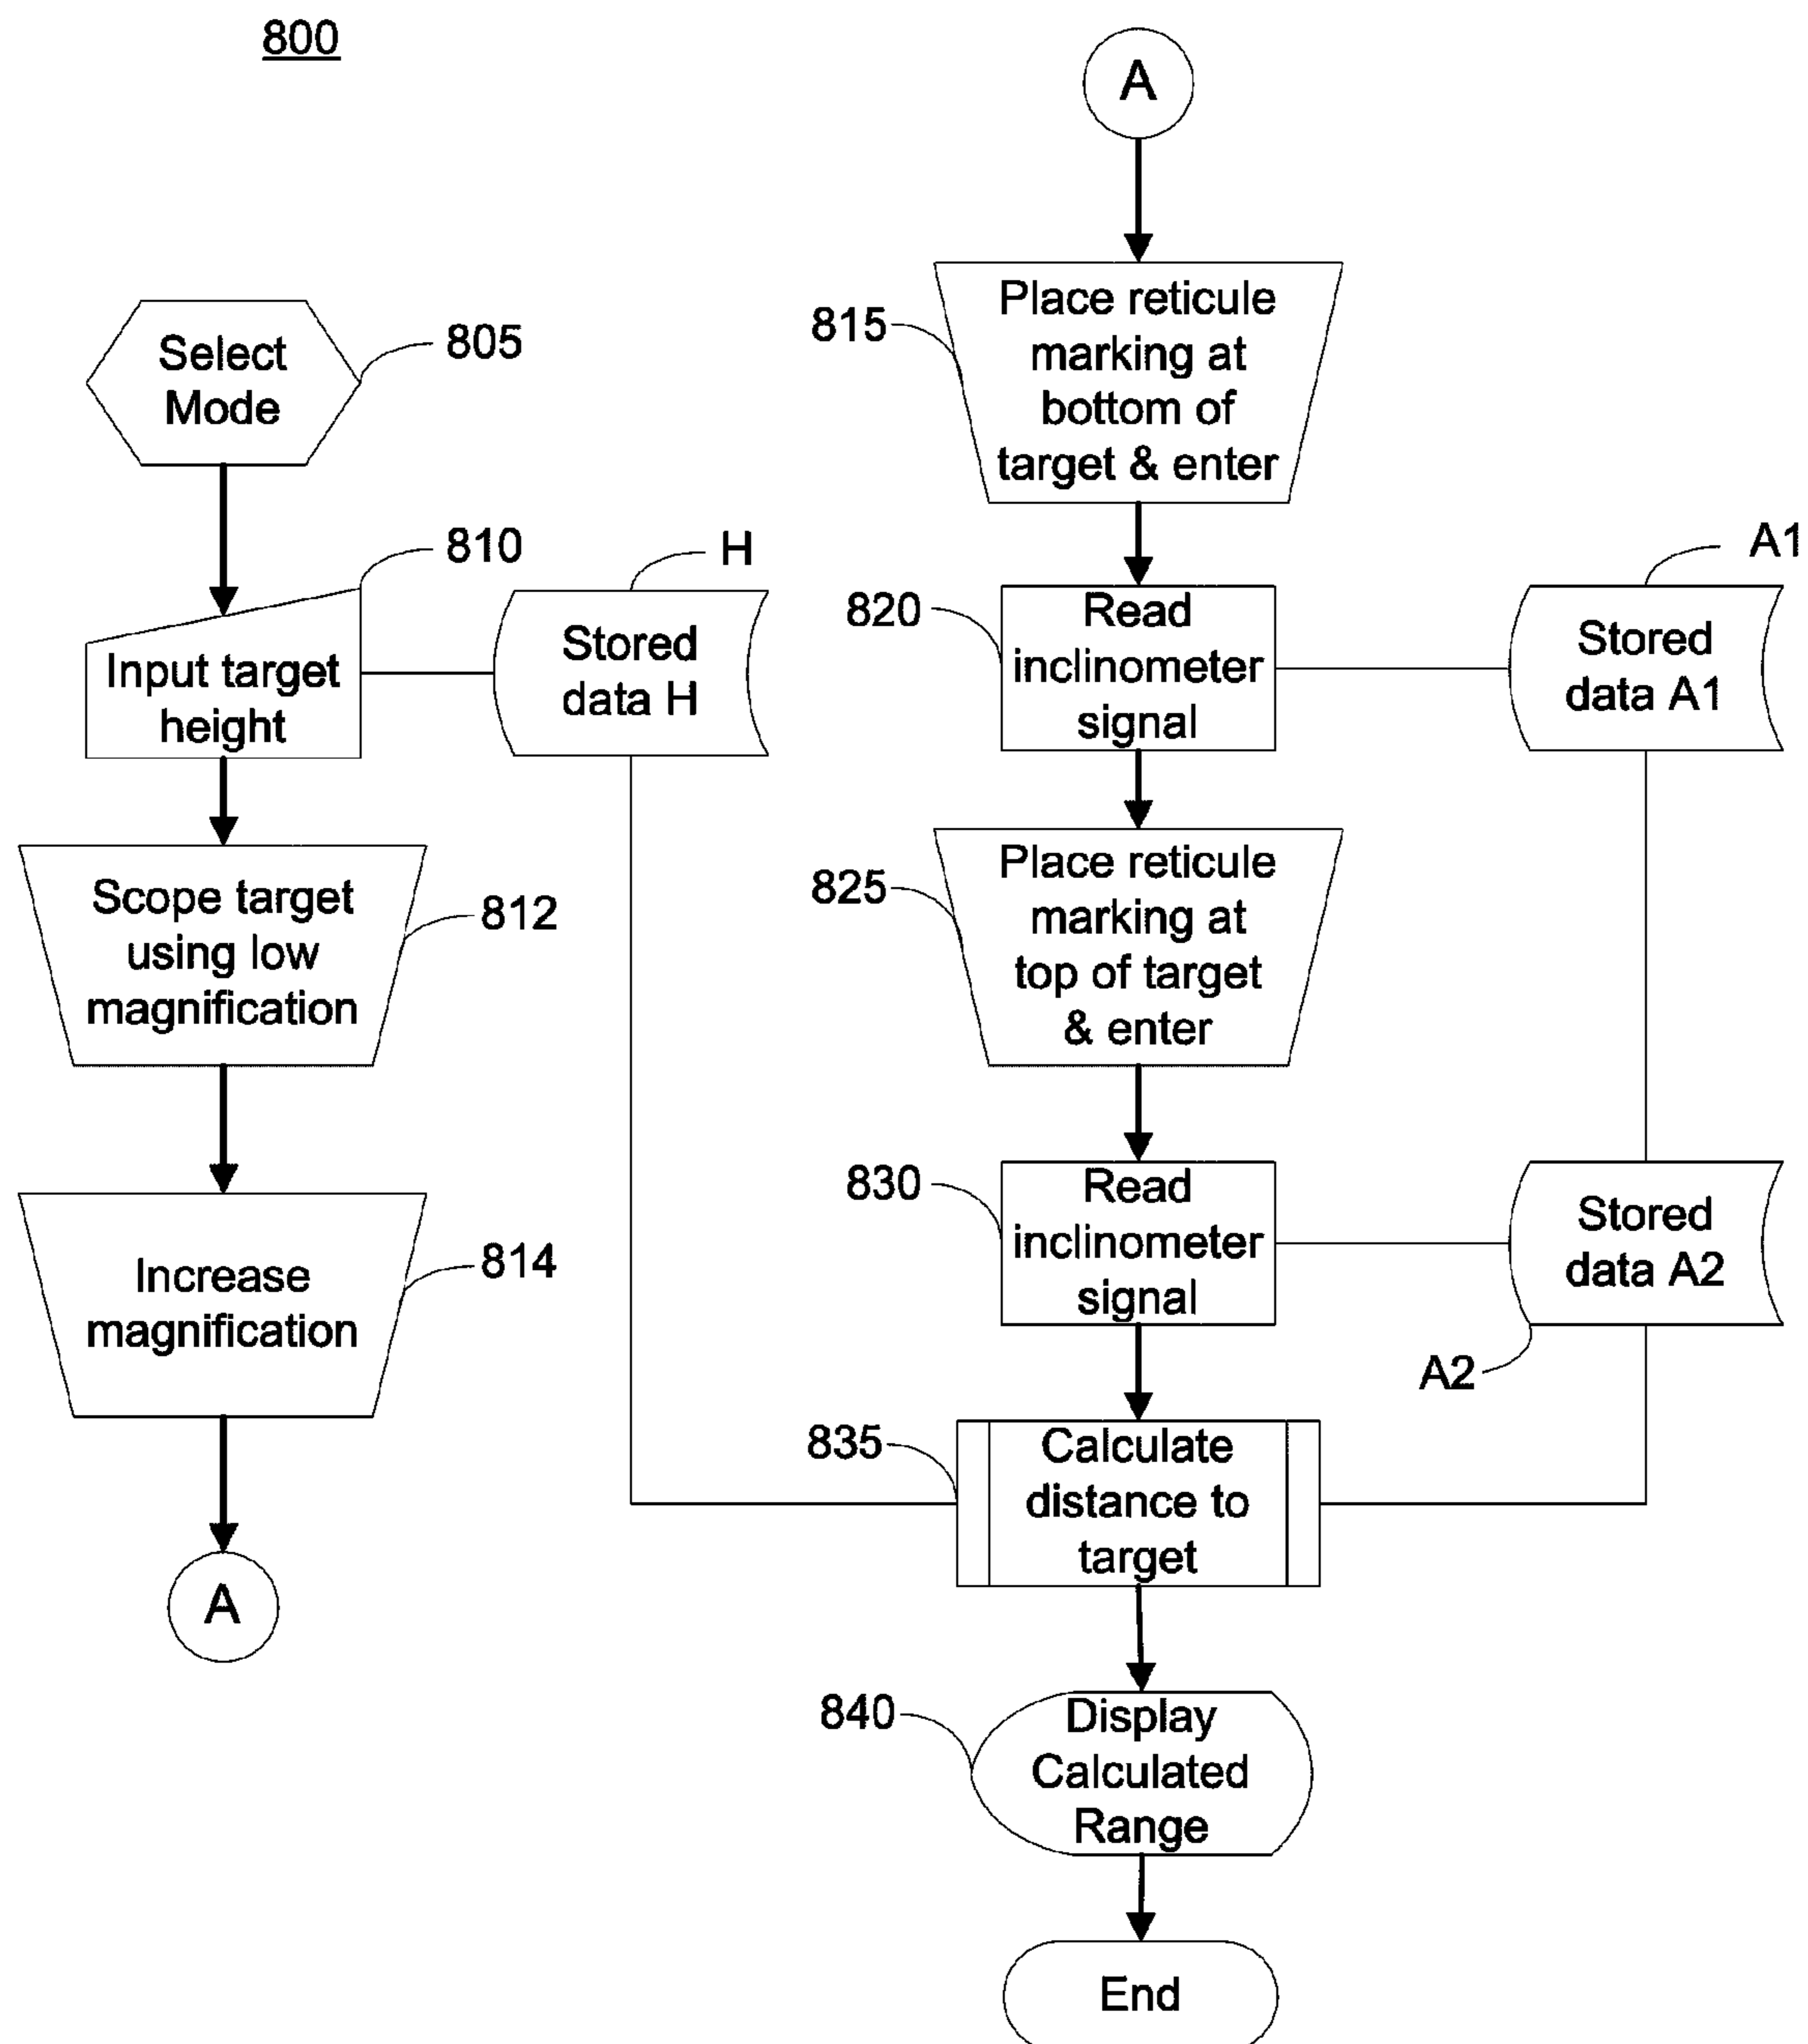 800
Select
Mode
805
Input target
height
810
Stored
data H
H
Scope target
using low
magnification
812
Increase
magnification
814
A
A
Place reticule
marking at
bottom of
target & enter
815
Read
inclinometer
signal
820
Stored
data A1
A1
Place reticule
marking at
top of target
& enter
825
Read
inclinometer
signal
830
Stored
data A2
A2
Calculate
distance to
target
835
Display
Calculated
Range
840
End